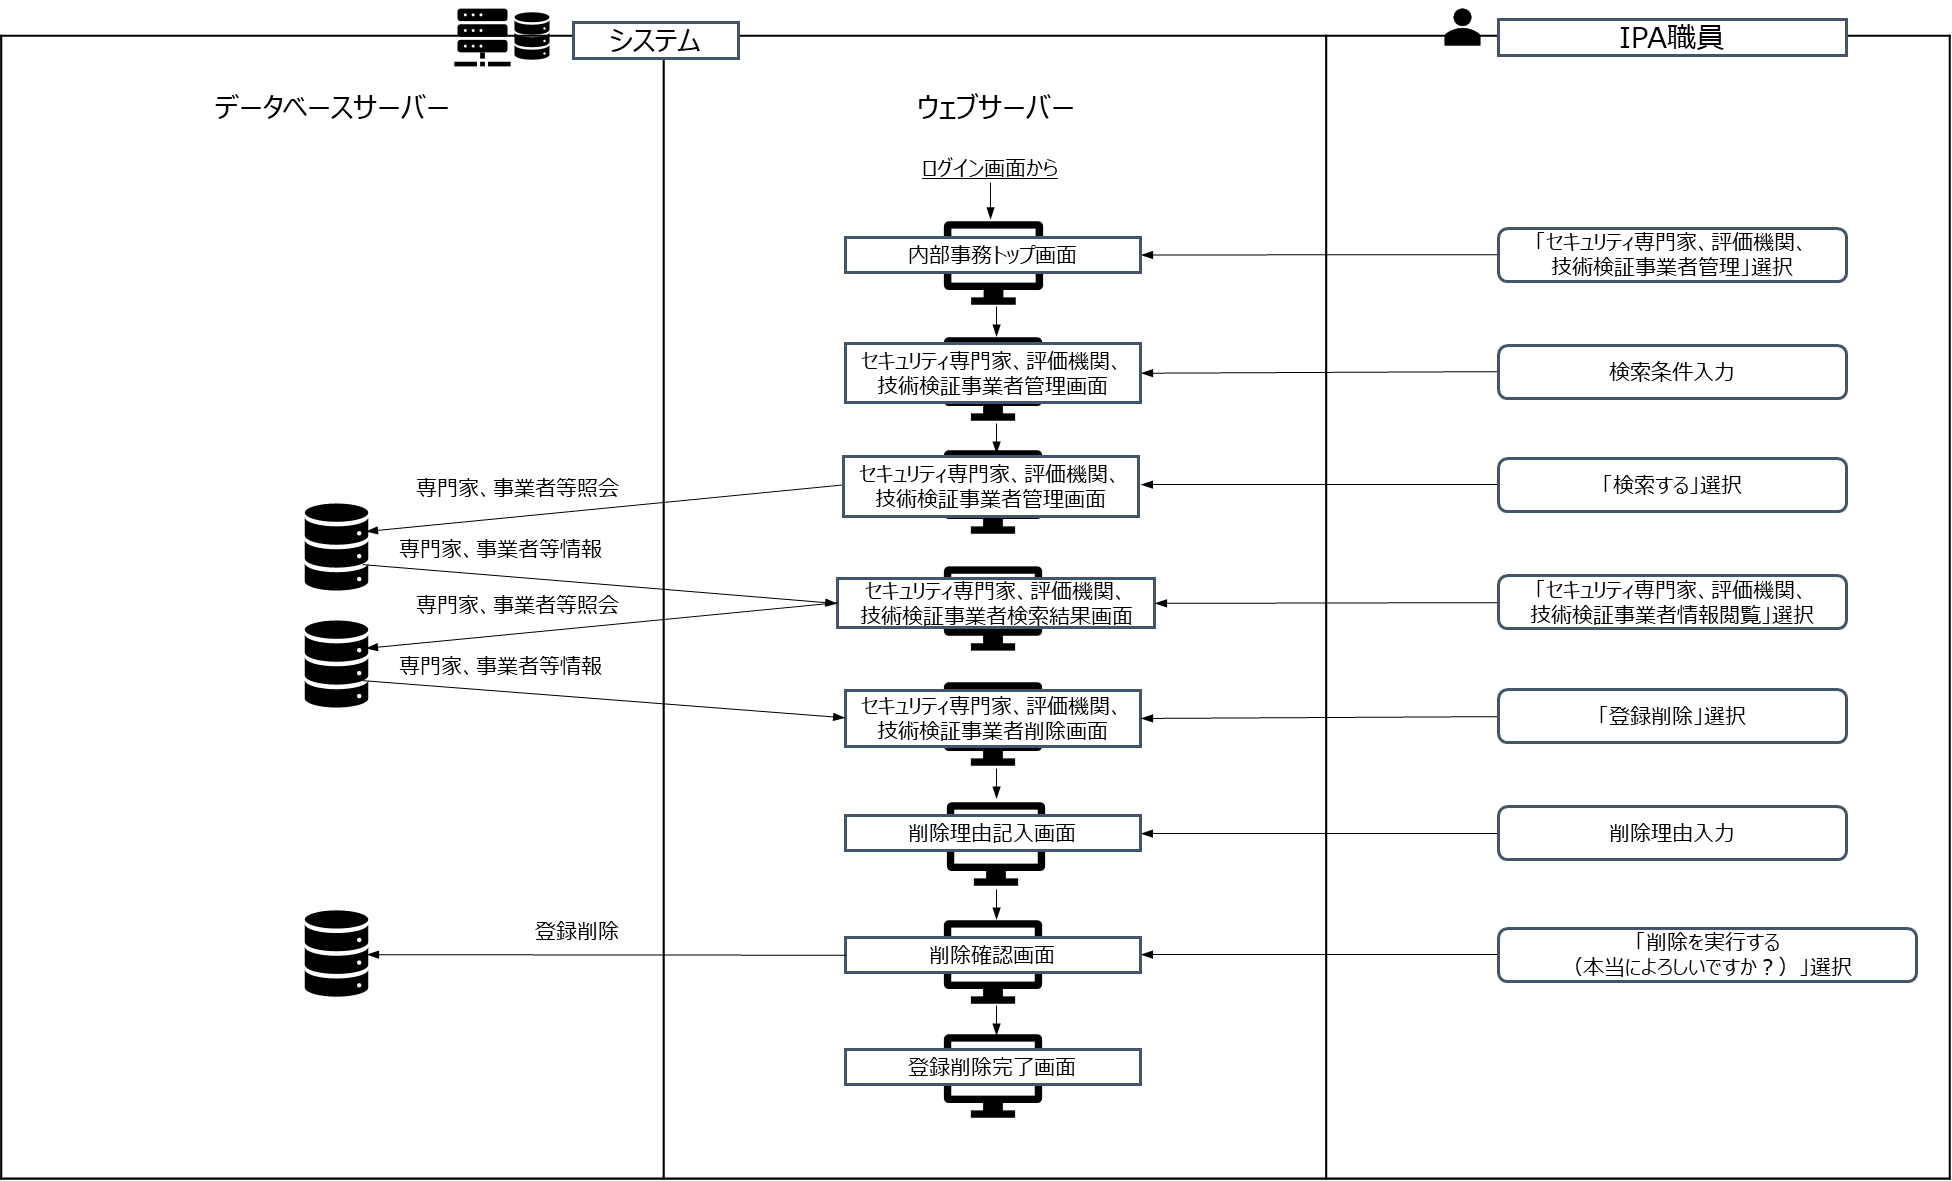 システム
IPA職員
データベースサーバー
ウェブサーバー
ログイン画面から
内部事務トップ画面
「セキュリティ専門家、評価機関、
技術検証事業者管理」選択
セキュリティ専門家、評価機関、
技術検証事業者管理画面
検索条件入力
専門家、事業者等照会
セキュリティ専門家、評価機関、
技術検証事業者管理画面
「検索する」選択
専門家、事業者等情報
専門家、事業者等照会
セキュリティ専門家、評価機関、
技術検証事業者検索結果画面
「セキュリティ専門家、評価機関、
技術検証事業者情報閲覧」選択
専門家、事業者等情報
セキュリティ専門家、評価機関、
技術検証事業者削除画面
「登録削除」選択
削除理由記入画面
削除理由入力
登録削除
削除確認画面
「削除を実行する
（本当によろしいですか？）」選択
登録削除完了画面